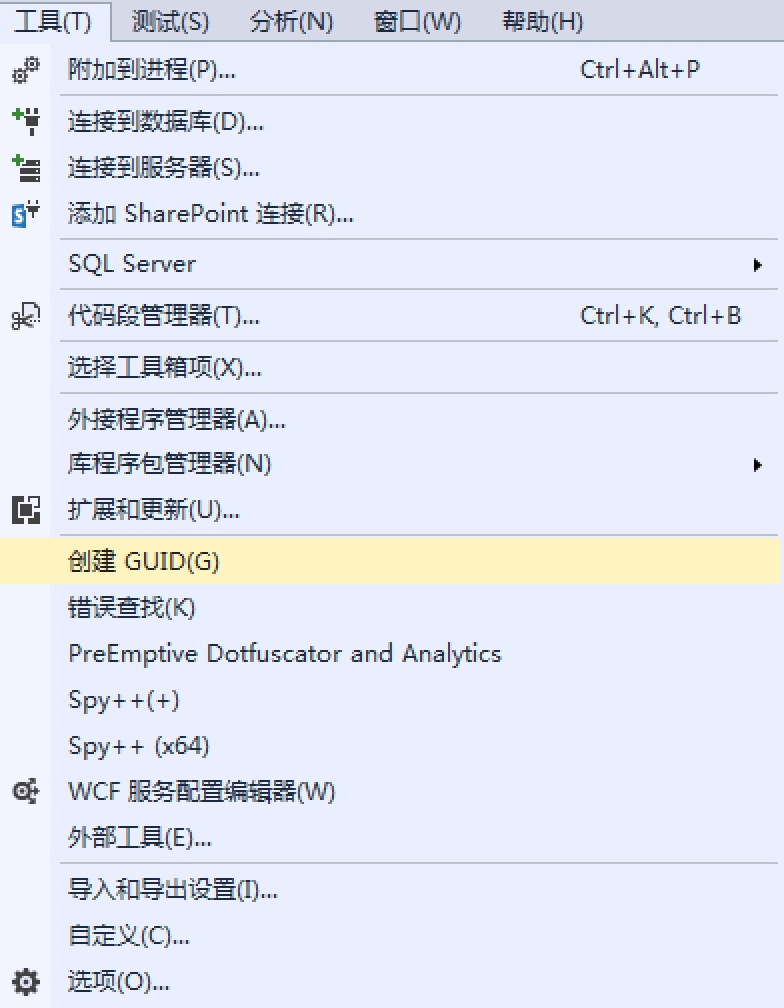 工具(T) 测试(S) 分析(N) 窗口(W) 帮助(H)
附加到进程(P)... Ctrl+Alt+P
连接到数据库(D)...
连接到服务器(S)...
添加 SharePoint 连接(R)...
SQL Server
代码段管理器(T)... Ctrl+K, Ctrl+B
选择工具箱项(X)...
外接程序管理器(A)...
库程序包管理器(N)
扩展和更新(U)...
创建 GUID(G)
错误查找(K)
PreEmptive Dotfuscator and Analytics
Spy++(+)
Spy++ (x64)
WCF 服务配置编辑器(W)
外部工具(E)...
导入和导出设置(I)...
自定义(C)...
选项(O)...